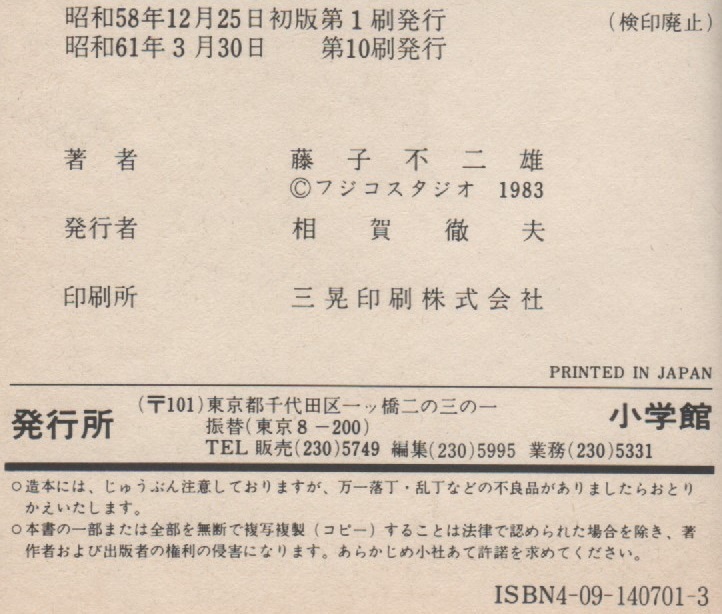 昭和58年12月25日初版第1刷発行 （検印廃止）
昭和61年3月30日 第10刷発行
著者 藤子不二雄
©フジコスタジオ 1983
発行者 相賀徹夫
印刷所 三晃印刷株式会社
PRINTED IN JAPAN
発行所 （〒101）東京都千代田区一ッ橋二の三の一 小学館
振替（東京8－200）
TEL 販売(230)5749 編集(230)5995 業務(230)5331
○造本には、じゅうぶん注意しておりますが、万一落丁・乱丁などの不良品がありましたらおとり
かえいたします。
○本書の一部または全部を無断で複写複製（コピー）することは法律で認められた場合を除き、著
作者および出版者の権利の侵害になります。あらかじめ小社あて許諾を求めてください。
ISBN4-09-140701-3